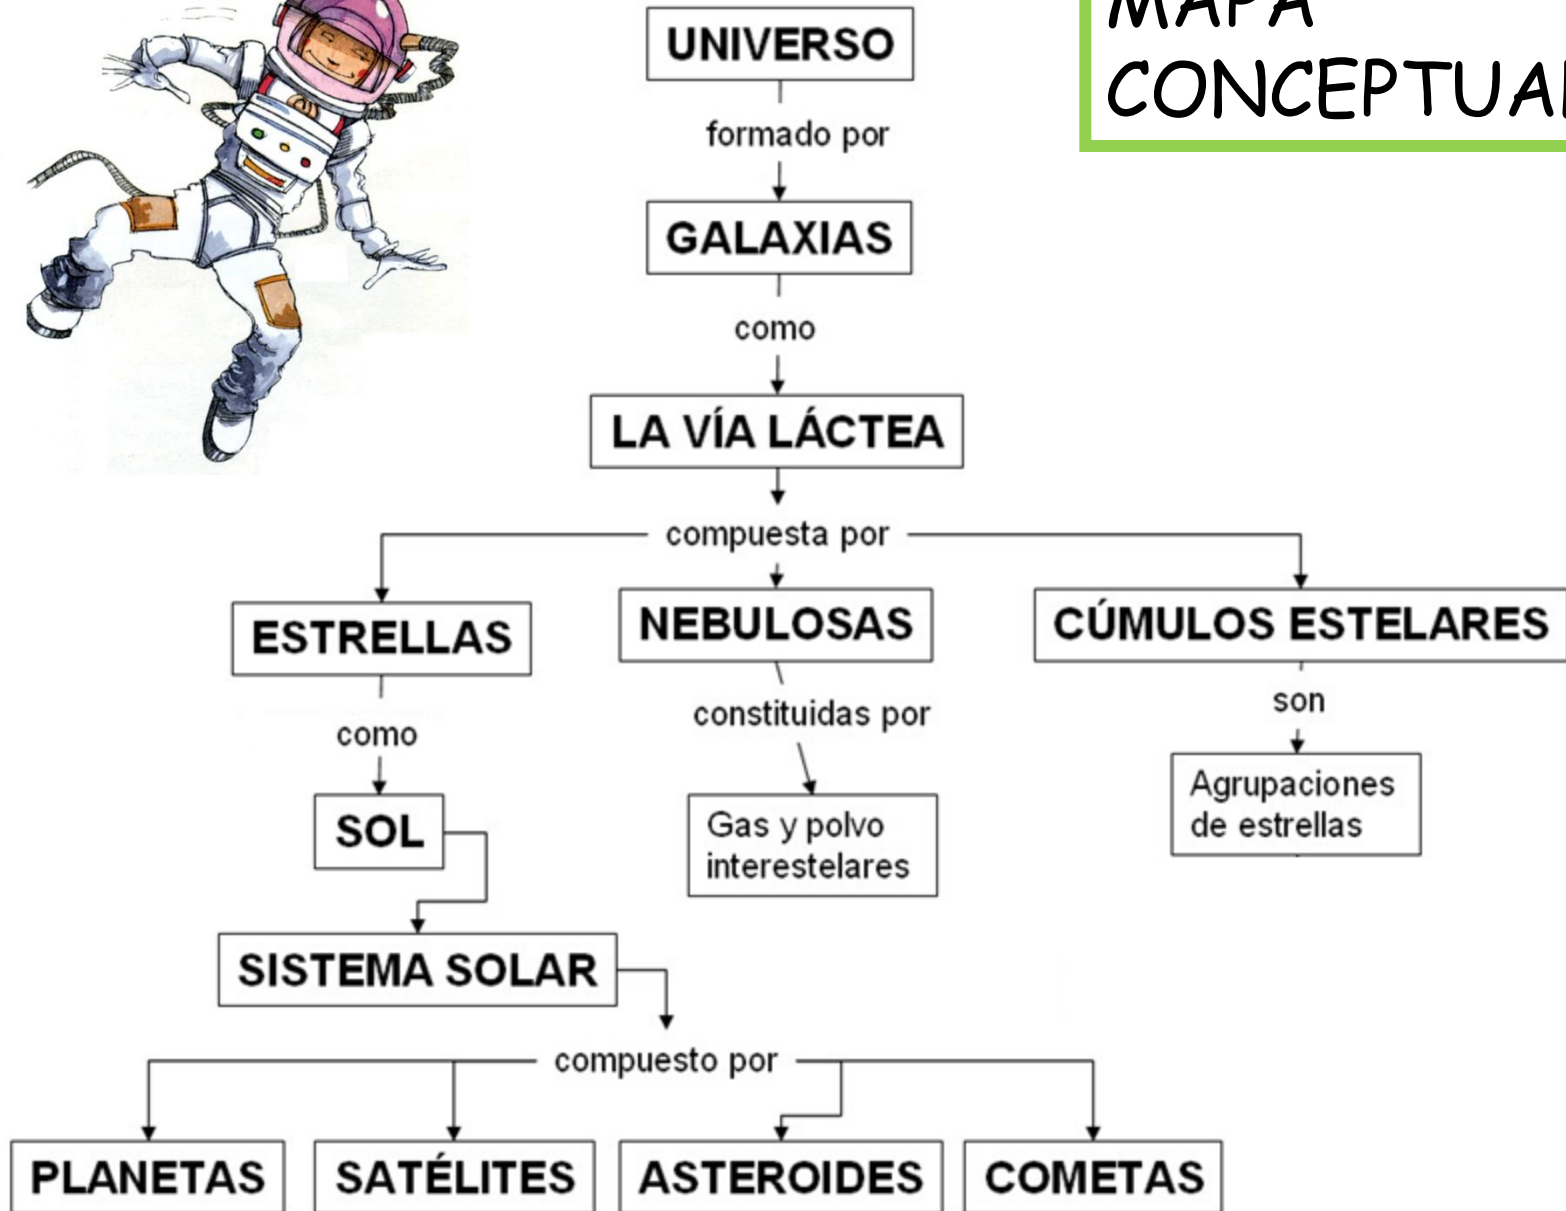 MAPA
CONCEPTUAL
UNIVERSO
formado por
GALAXIAS
como
LA VÍA LÁCTEA
compuesta por
ESTRELLAS
NEBULOSAS
CÚMULOS ESTELARES
como
constituidas por
son
SOL
Gas y polvo
interestelares
Agrupaciones
de estrellas
SISTEMA SOLAR
compuesto por
PLANETAS
SATÉLITES
ASTEROIDES
COMETAS